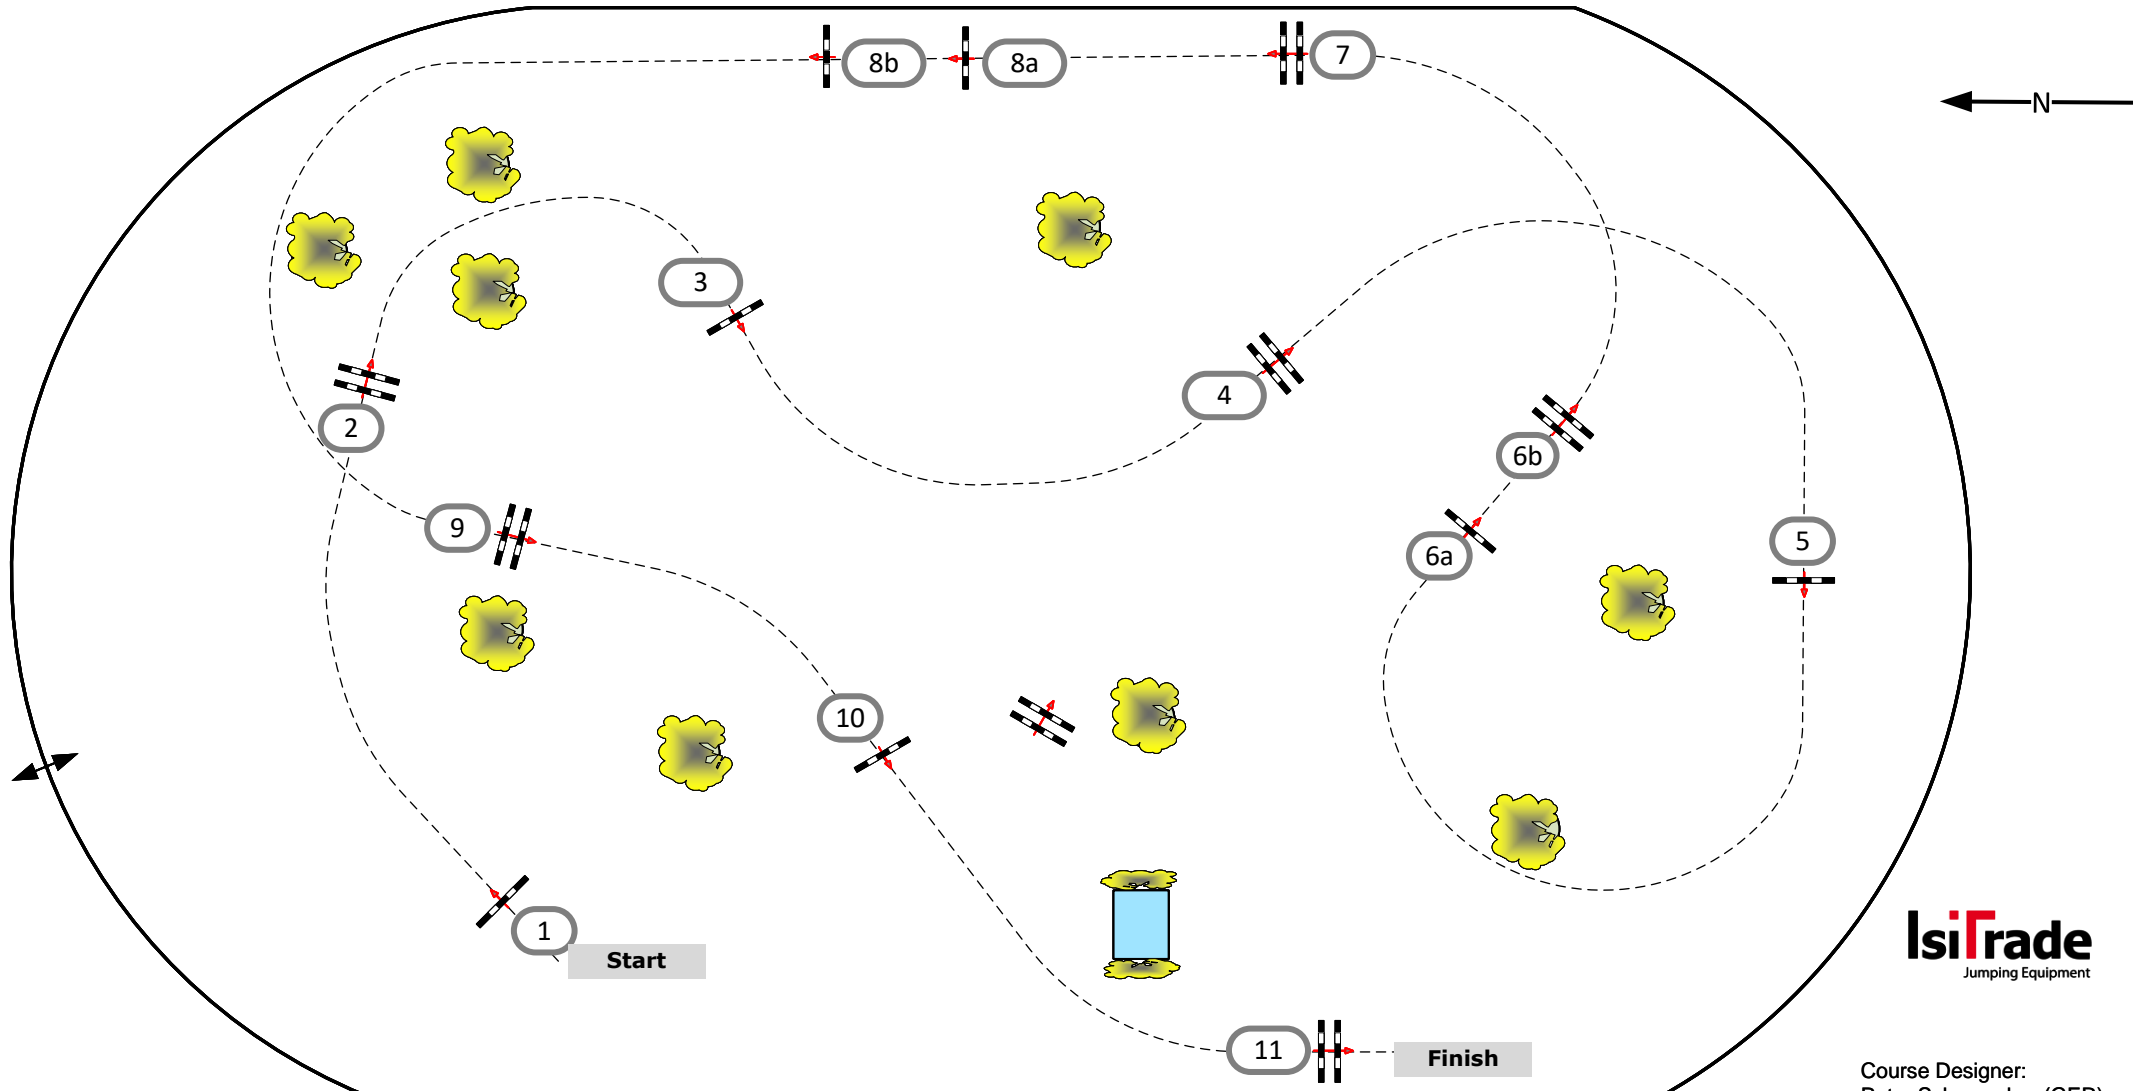 8b
8a
7
N
3
4
2
6b
9
5
6a
10
1
Start
IsiTrade
Jumping Equipment
11
Finish
Course Designer: